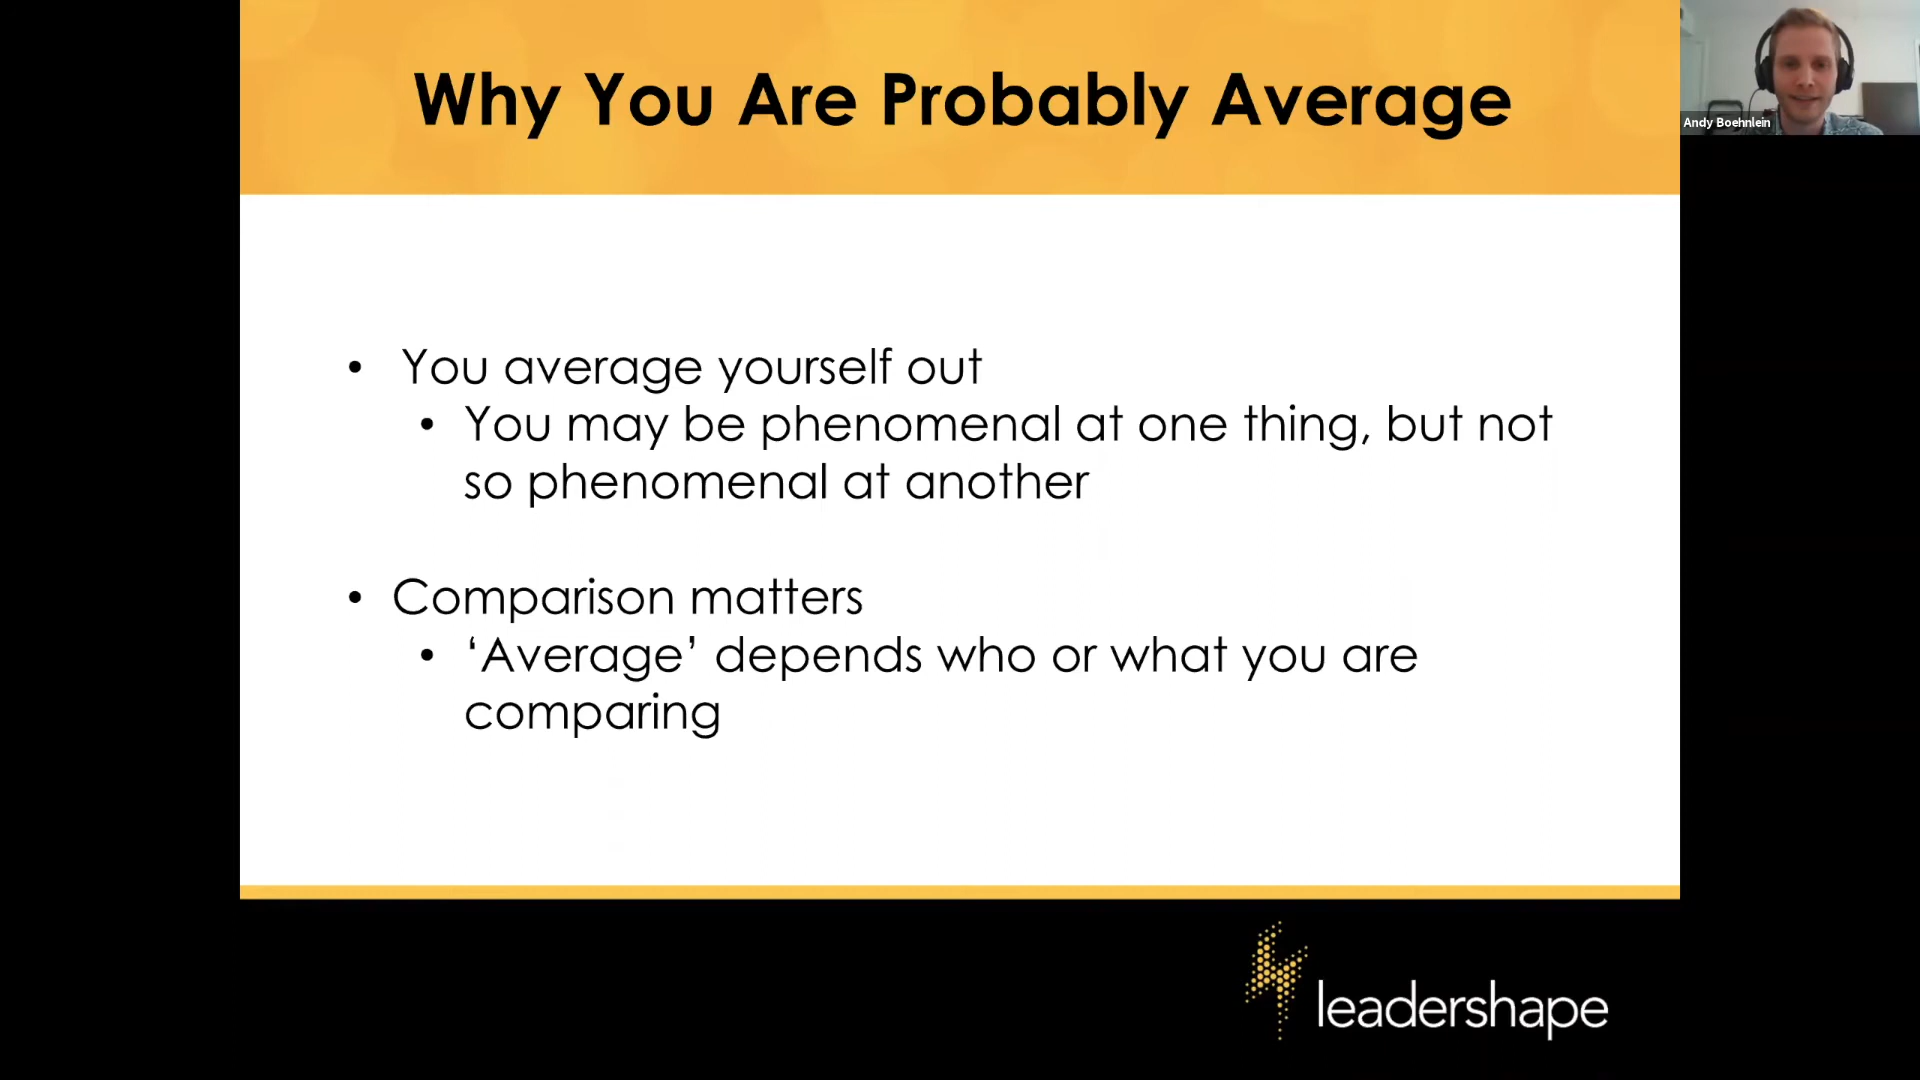 Why You Are Probably Average
Andy Boehnlein
• You average yourself out
• You may be phenomenal at one thing, but not
so phenomenal at another
• Comparison matters
• ‘Average’ depends who or what you are
comparing
leadershape